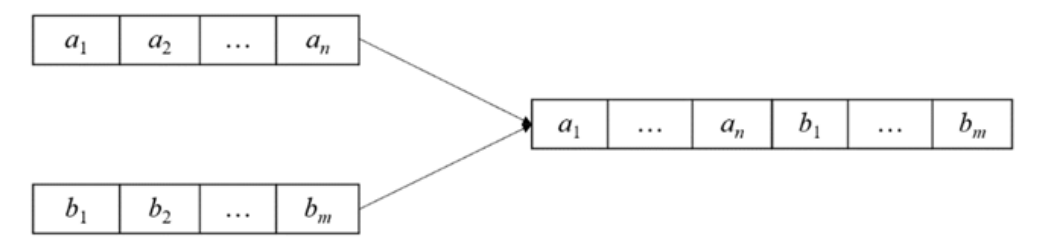 a₁ a₂ … aₙ
a₁ … aₙ b₁ … bₘ
b₁ b₂ … bₘ